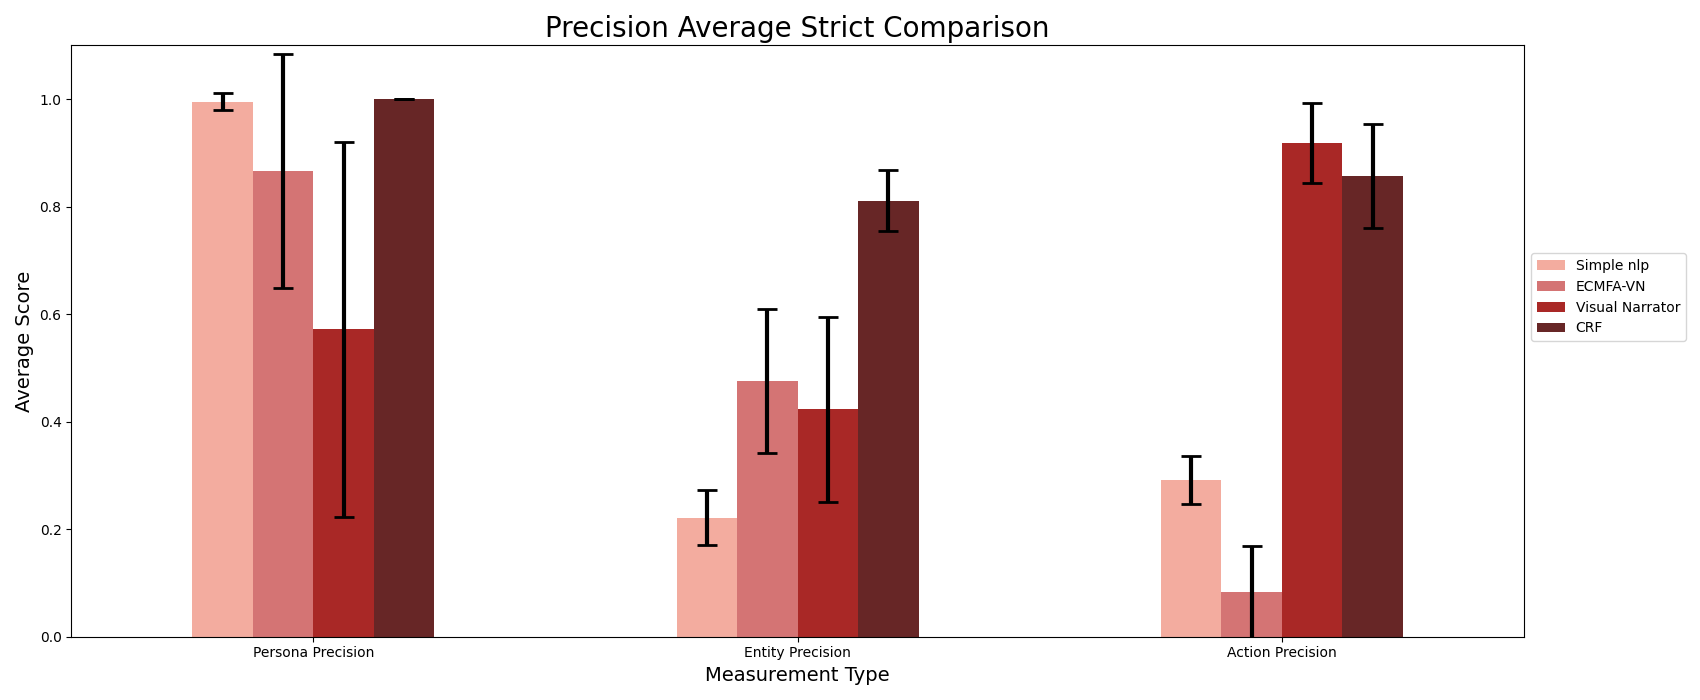 Precision Average Strict Comparison
Average Score
1.0
0.8
0.6
0.4
0.2
0.0
Persona Precision
Entity Precision
Action Precision
Measurement Type
Simple nlp
ECMFA-VN
Visual Narrator
CRF